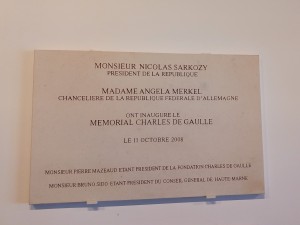 MONSIEUR NICOLAS SARKOZY
PRESIDENT DE LA REPUBLIQUE
MADAME ANGELA MERKEL
CHANCELIERE DE LA REPUBLIQUE FEDERALE D'ALLEMAGNE
ONT INAUGURE LE
MEMORIAL CHARLES DE GAULLE
LE 11 OCTOBRE 2008
MONSIEUR PIERRE MAZEAUD ETANT PRESIDENT DE LA FONDATION CHARLES DE GAULLE
MONSIEUR BRUNO SIDO ETANT PRESIDENT DU CONSEIL GENERAL DE HAUTE-MARNE